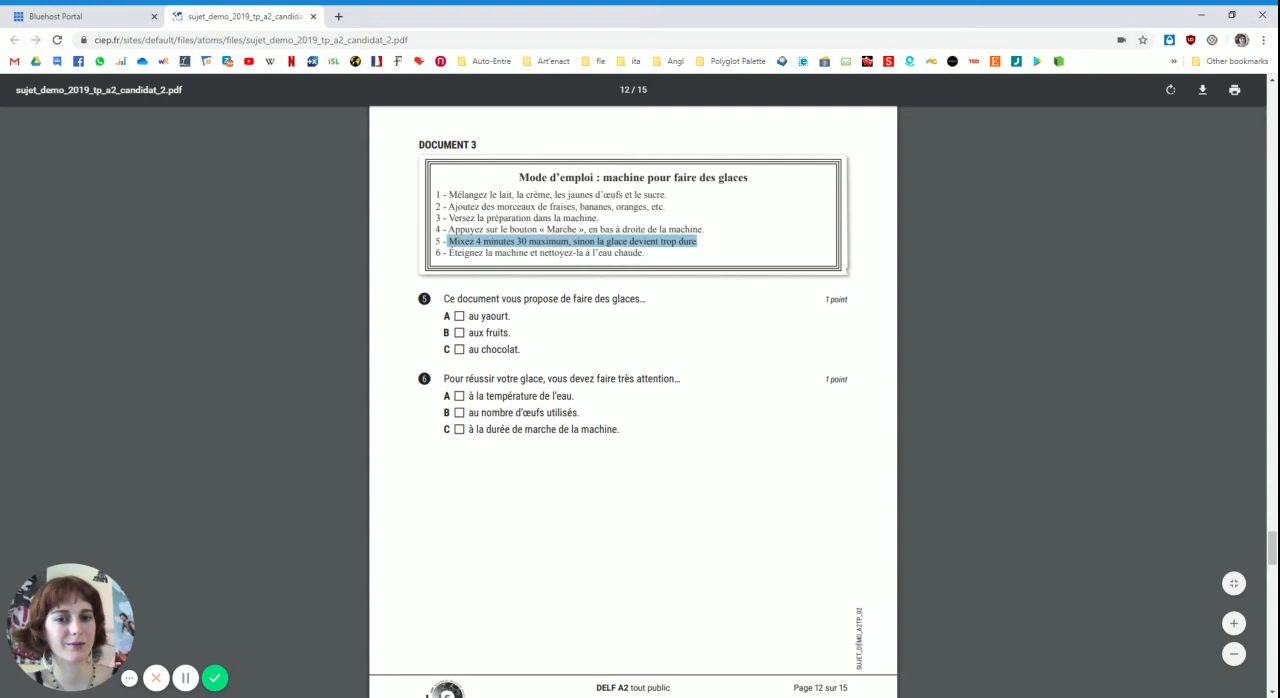 Bluehost Portal
sujet_demo_2019_tp_a2_candida
ciep.fr/sites/default/files/atoms/files/sujet_demo_2019_tp_a2_candidat_2.pdf
Auto-Entre
Art'enact
fle
ita
Angl
Polyglot Palette
Other bookmarks
sujet_demo_2019_tp_a2_candidat_2.pdf
12 / 15
DOCUMENT 3
Mode d'emploi : machine pour faire des glaces
1 - Mélangez le lait, la crème, les jaunes d'œufs et le sucre.
2 - Ajoutez des morceaux de fraises, bananes, oranges, etc.
3 - Versez la préparation dans la machine.
4 - Appuyez sur le bouton « Marche », en bas à droite de la machine.
5 - Mixez 4 minutes 30 maximum, sinon la glace devient trop dure.
6 - Éteignez la machine et nettoyez-la à l'eau chaude.
5 Ce document vous propose de faire des glaces... 1 point
A au yaourt.
B aux fruits.
C au chocolat.
6 Pour réussir votre glace, vous devez faire très attention... 1 point
A à la température de l'eau.
B au nombre d'œufs utilisés.
C à la durée de marche de la machine.
SUJET_DÉMO_A2TP_02
DELF A2 tout public
Page 12 sur 15